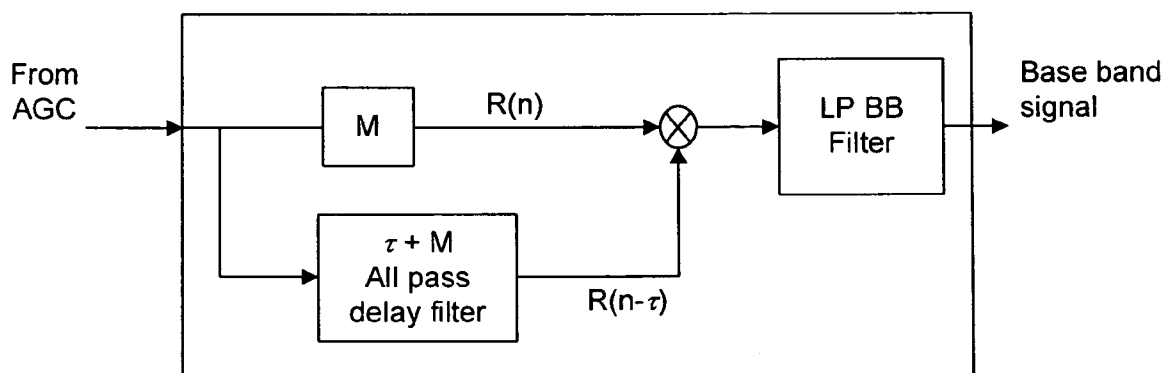 From
AGC
M
R(n)
τ + M
All pass
delay filter
R(n-τ)
LP BB
Filter
Base band
signal